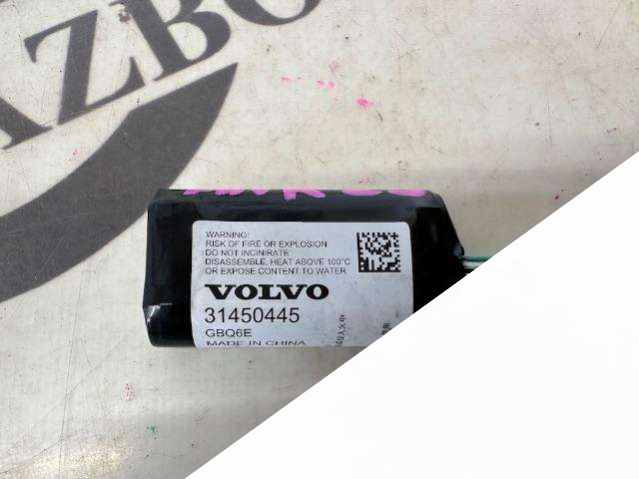 AZBO
WARNING:
RISK OF FIRE OR EXPLOSION
DO NOT INCINIRATE
DISASSEMBLE, HEAT ABOVE 100°C
OR EXPOSE CONTENT TO WATER
VOLVO
31450445
GBQ6E
MADE IN CHINA